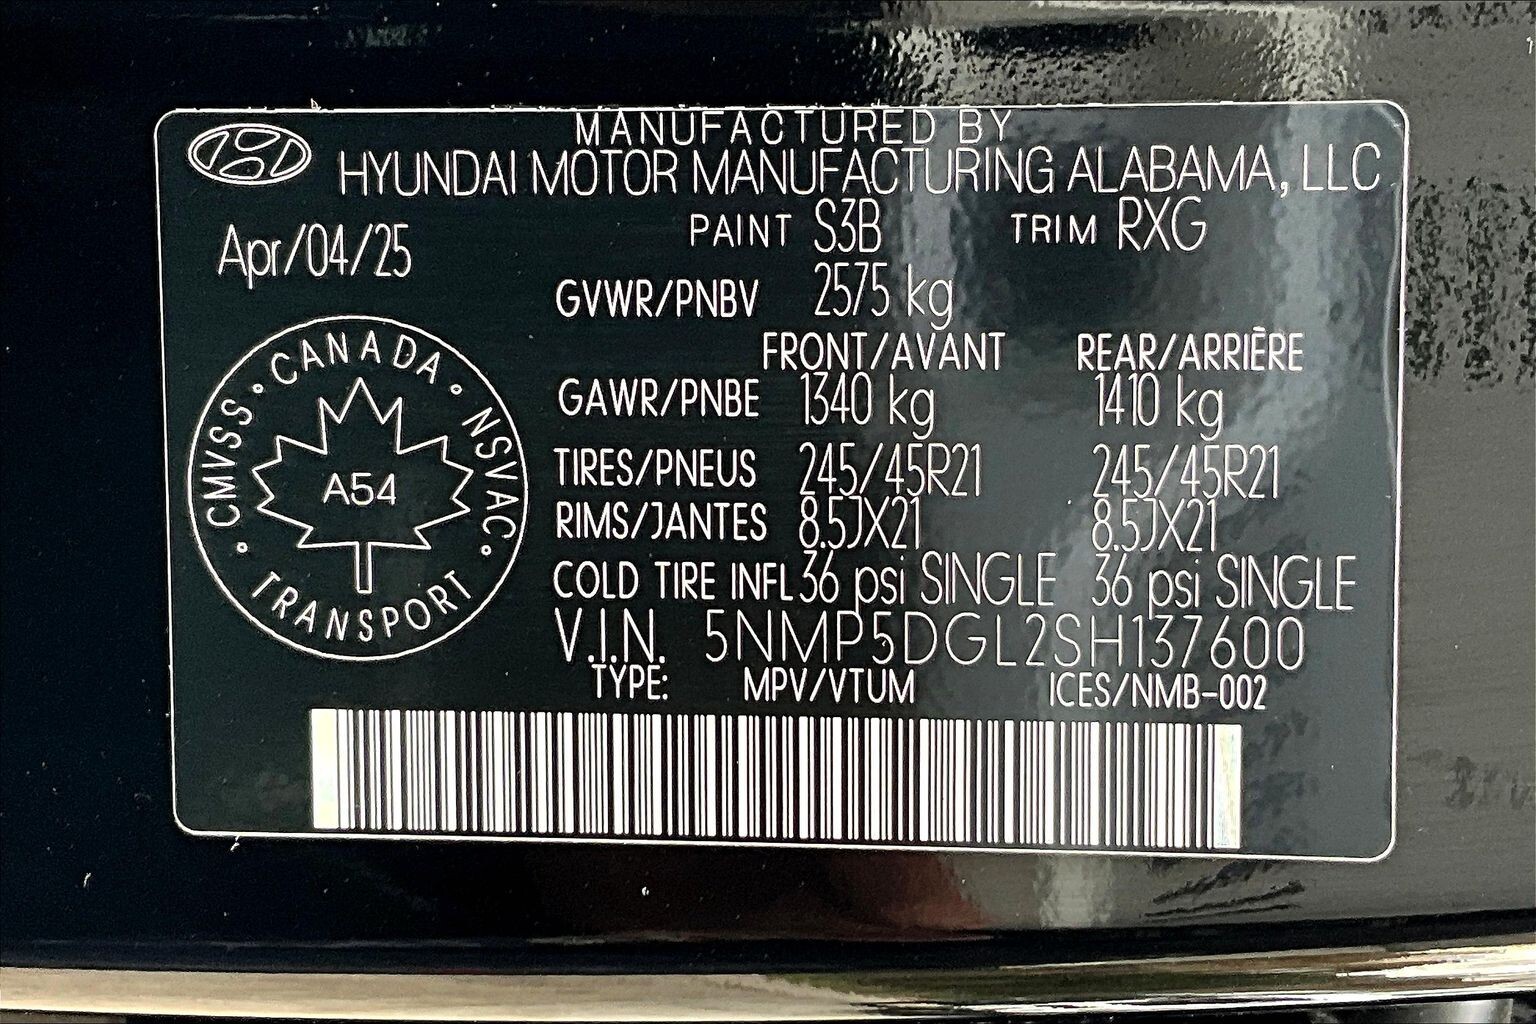 MANUFACTURED BY
HYUNDAI MOTOR MANUFACTURING ALABAMA, LLC
PAINT S3B TRIM RXG
Apr/04/25
GVWR/PNBV 2575 kg
FRONT/AVANT REAR/ARRIÈRE
GAWR/PNBE 1340 kg 1410 kg
TIRES/PNEUS 245/45R21 245/45R21
RIMS/JANTES 8.5JX21 8.5JX21
COLD TIRE INFL 36 psi SINGLE 36 psi SINGLE
V.I.N. 5NMP5DGL2SH137600
TYPE: MPV/VTUM ICES/NMB-002
CMVSS • CANADA • NSVAC •
A54
• TRANSPORT